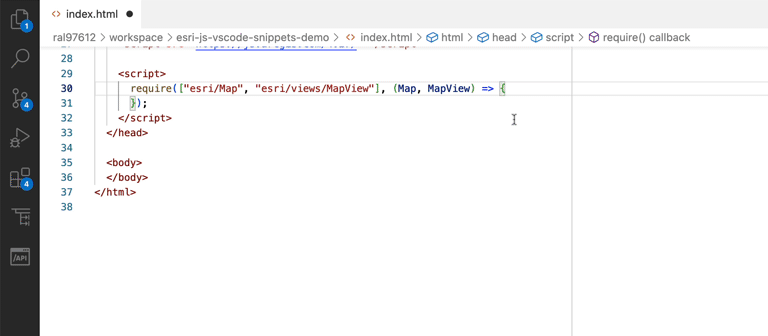 index.html
ral97612 > workspace > esri-js-vscode-snippets-demo > index.html > html > head > script > require() callback
28
29 <script>
30 require(["esri/Map", "esri/views/MapView"], (Map, MapView) => {
31 });
32 </script>
33 </head>
34
35 <body>
36 </body>
37 </html>
38
1
4
4
/API